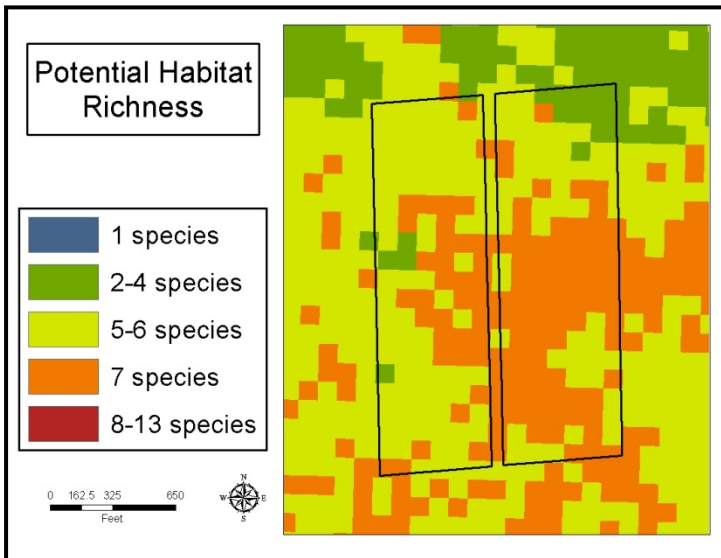 Potential Habitat
Richness
1 species
2-4 species
5-6 species
7 species
8-13 species
0 162.5 325 650
Feet
N
W E
S